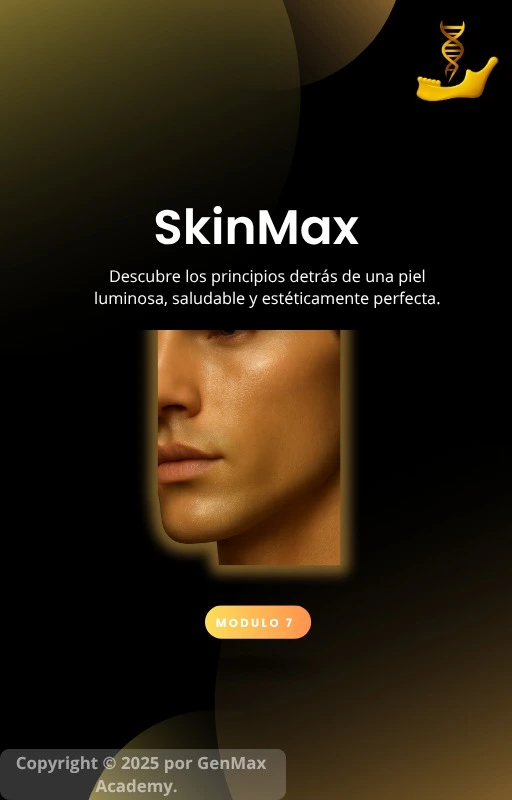 SkinMax
Descubre los principios detrás de una piel
luminosa, saludable y estéticamente perfecta.
MODULO 7
Copyright © 2025 por GenMax
Academy.